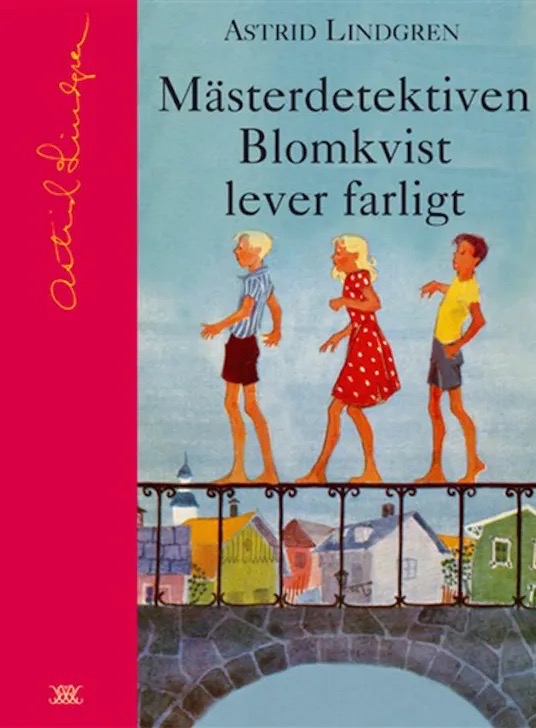 ASTRID LINDGREN
Mästerdetektiven
Blomkvist
lever farligt
Astrid Lindgren